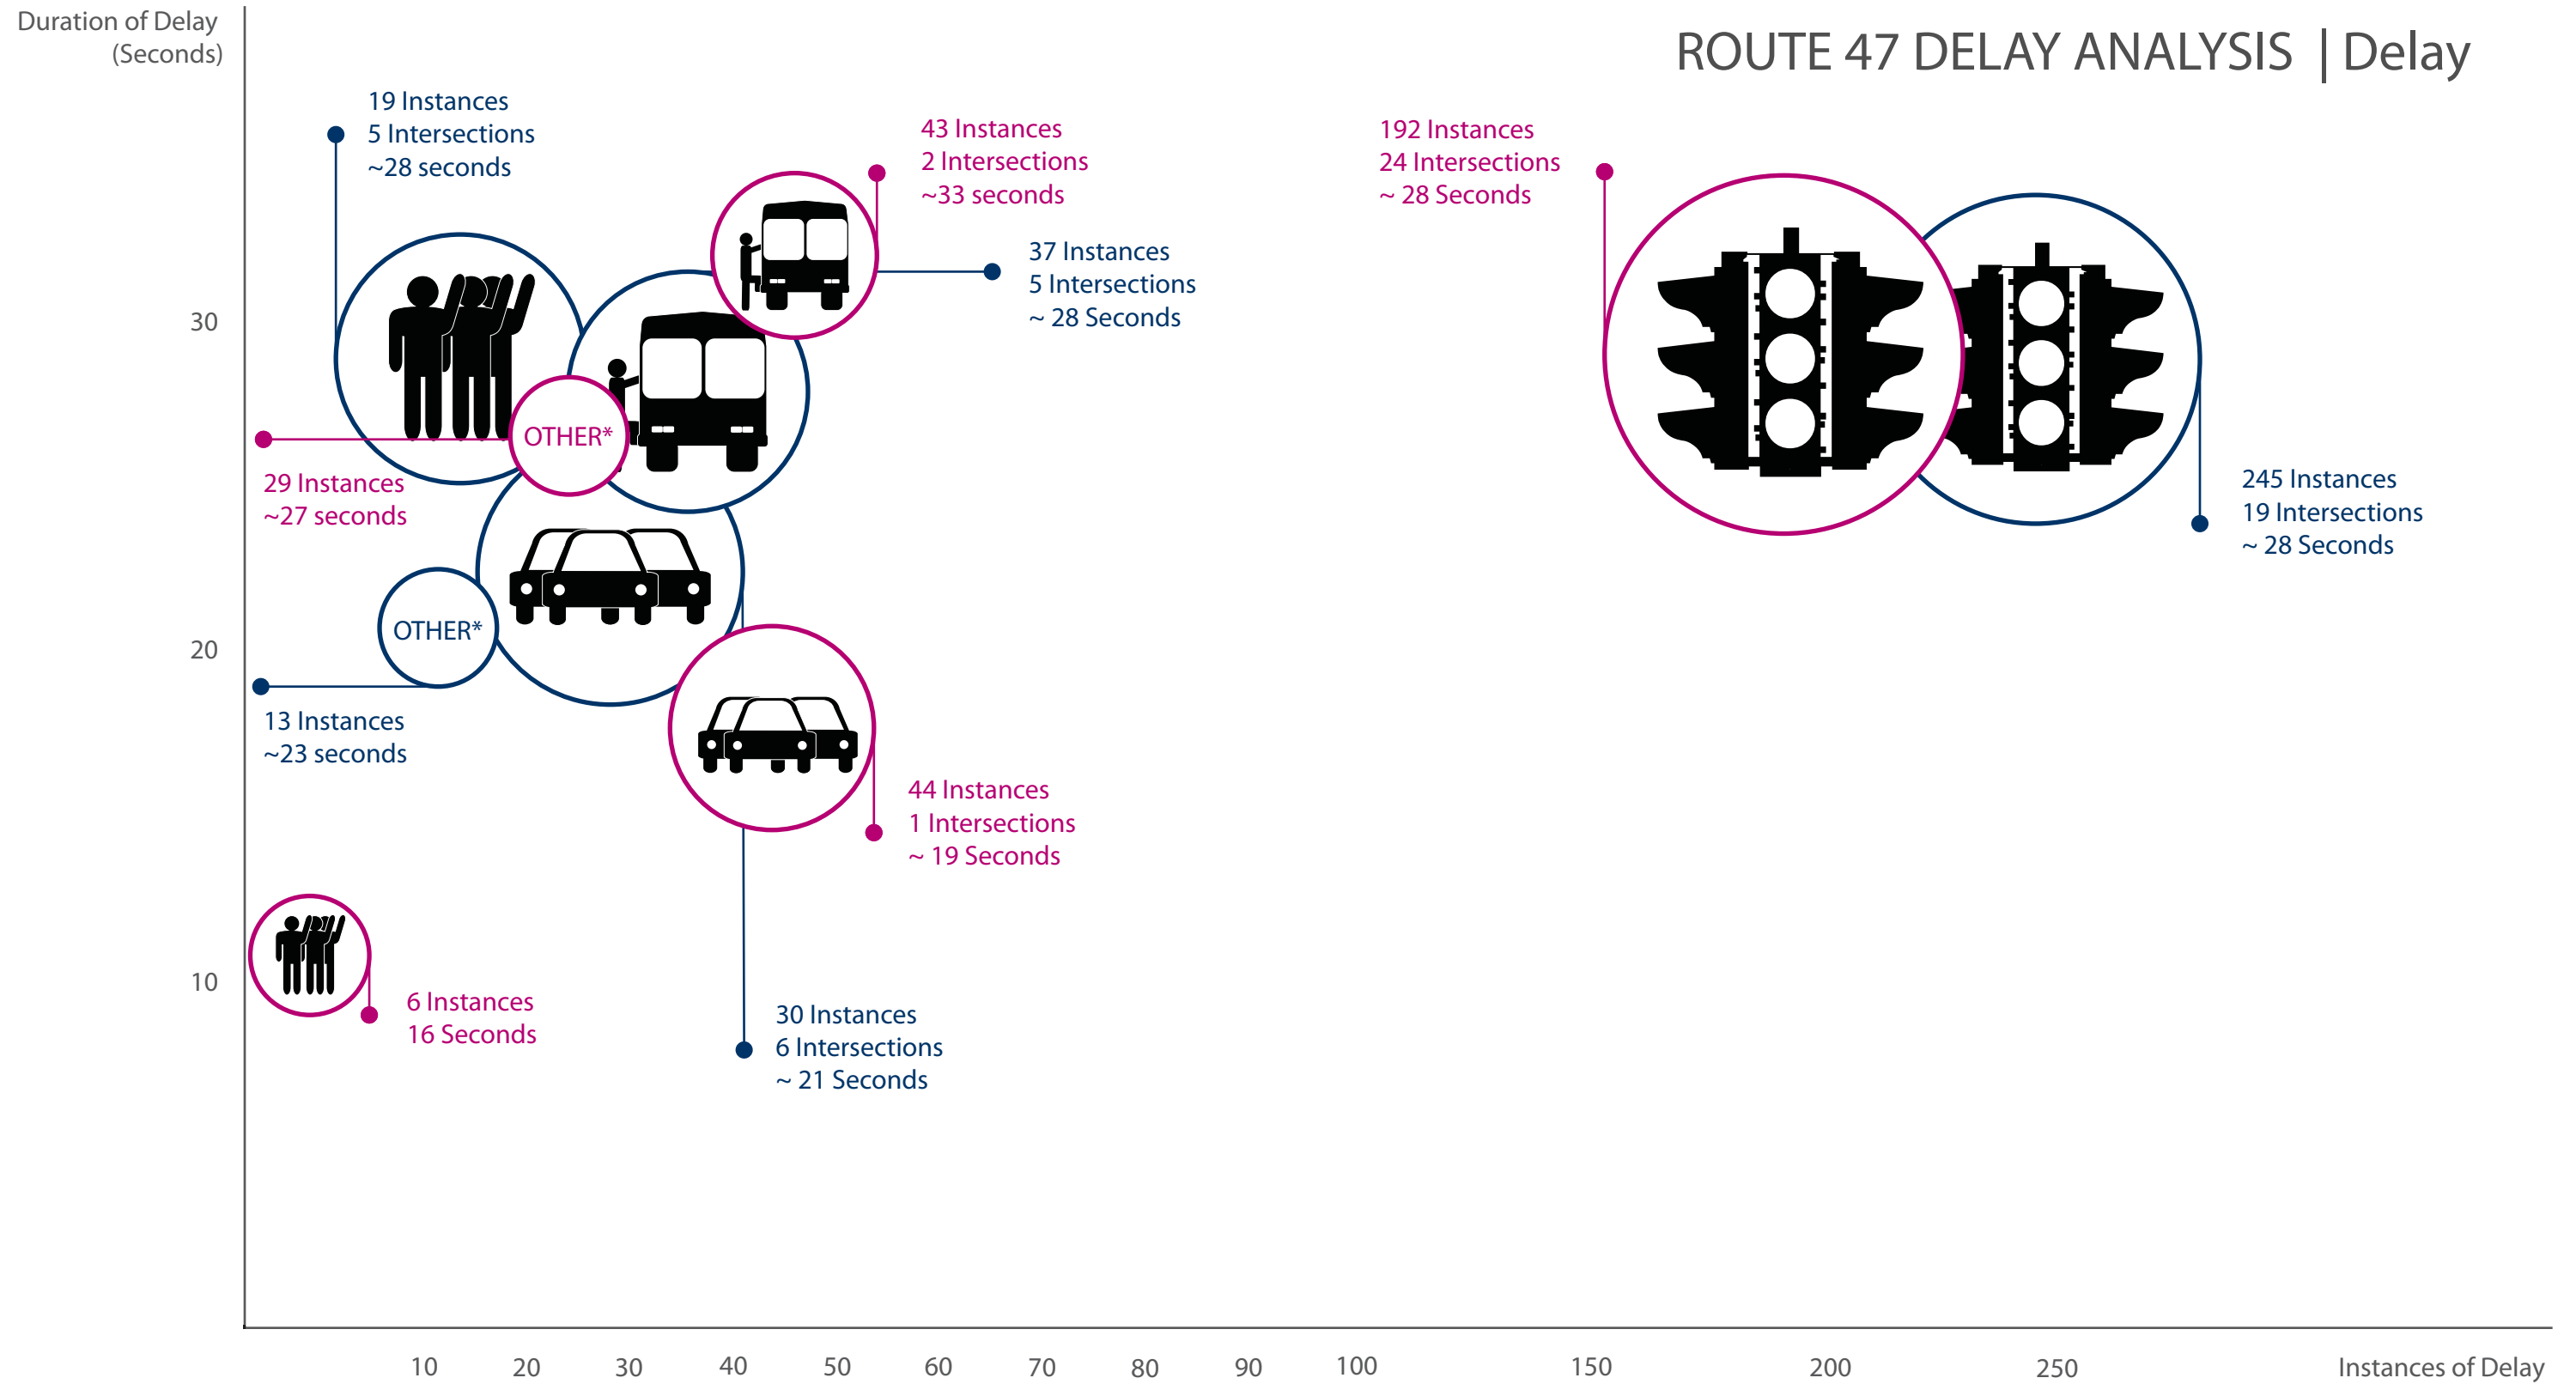 Duration of Delay
(Seconds)
ROUTE 47 DELAY ANALYSIS | Delay
19 Instances
5 Intersections
~28 seconds
43 Instances
2 Intersections
~33 seconds
192 Instances
24 Intersections
~ 28 Seconds
37 Instances
5 Intersections
~ 28 Seconds
30
OTHER*
29 Instances
~27 seconds
245 Instances
19 Intersections
~ 28 Seconds
OTHER*
20
13 Instances
~23 seconds
44 Instances
1 Intersections
~ 19 Seconds
10
6 Instances
16 Seconds
30 Instances
6 Intersections
~ 21 Seconds
10 20 30 40 50 60 70 80 90 100 150 200 250 Instances of Delay